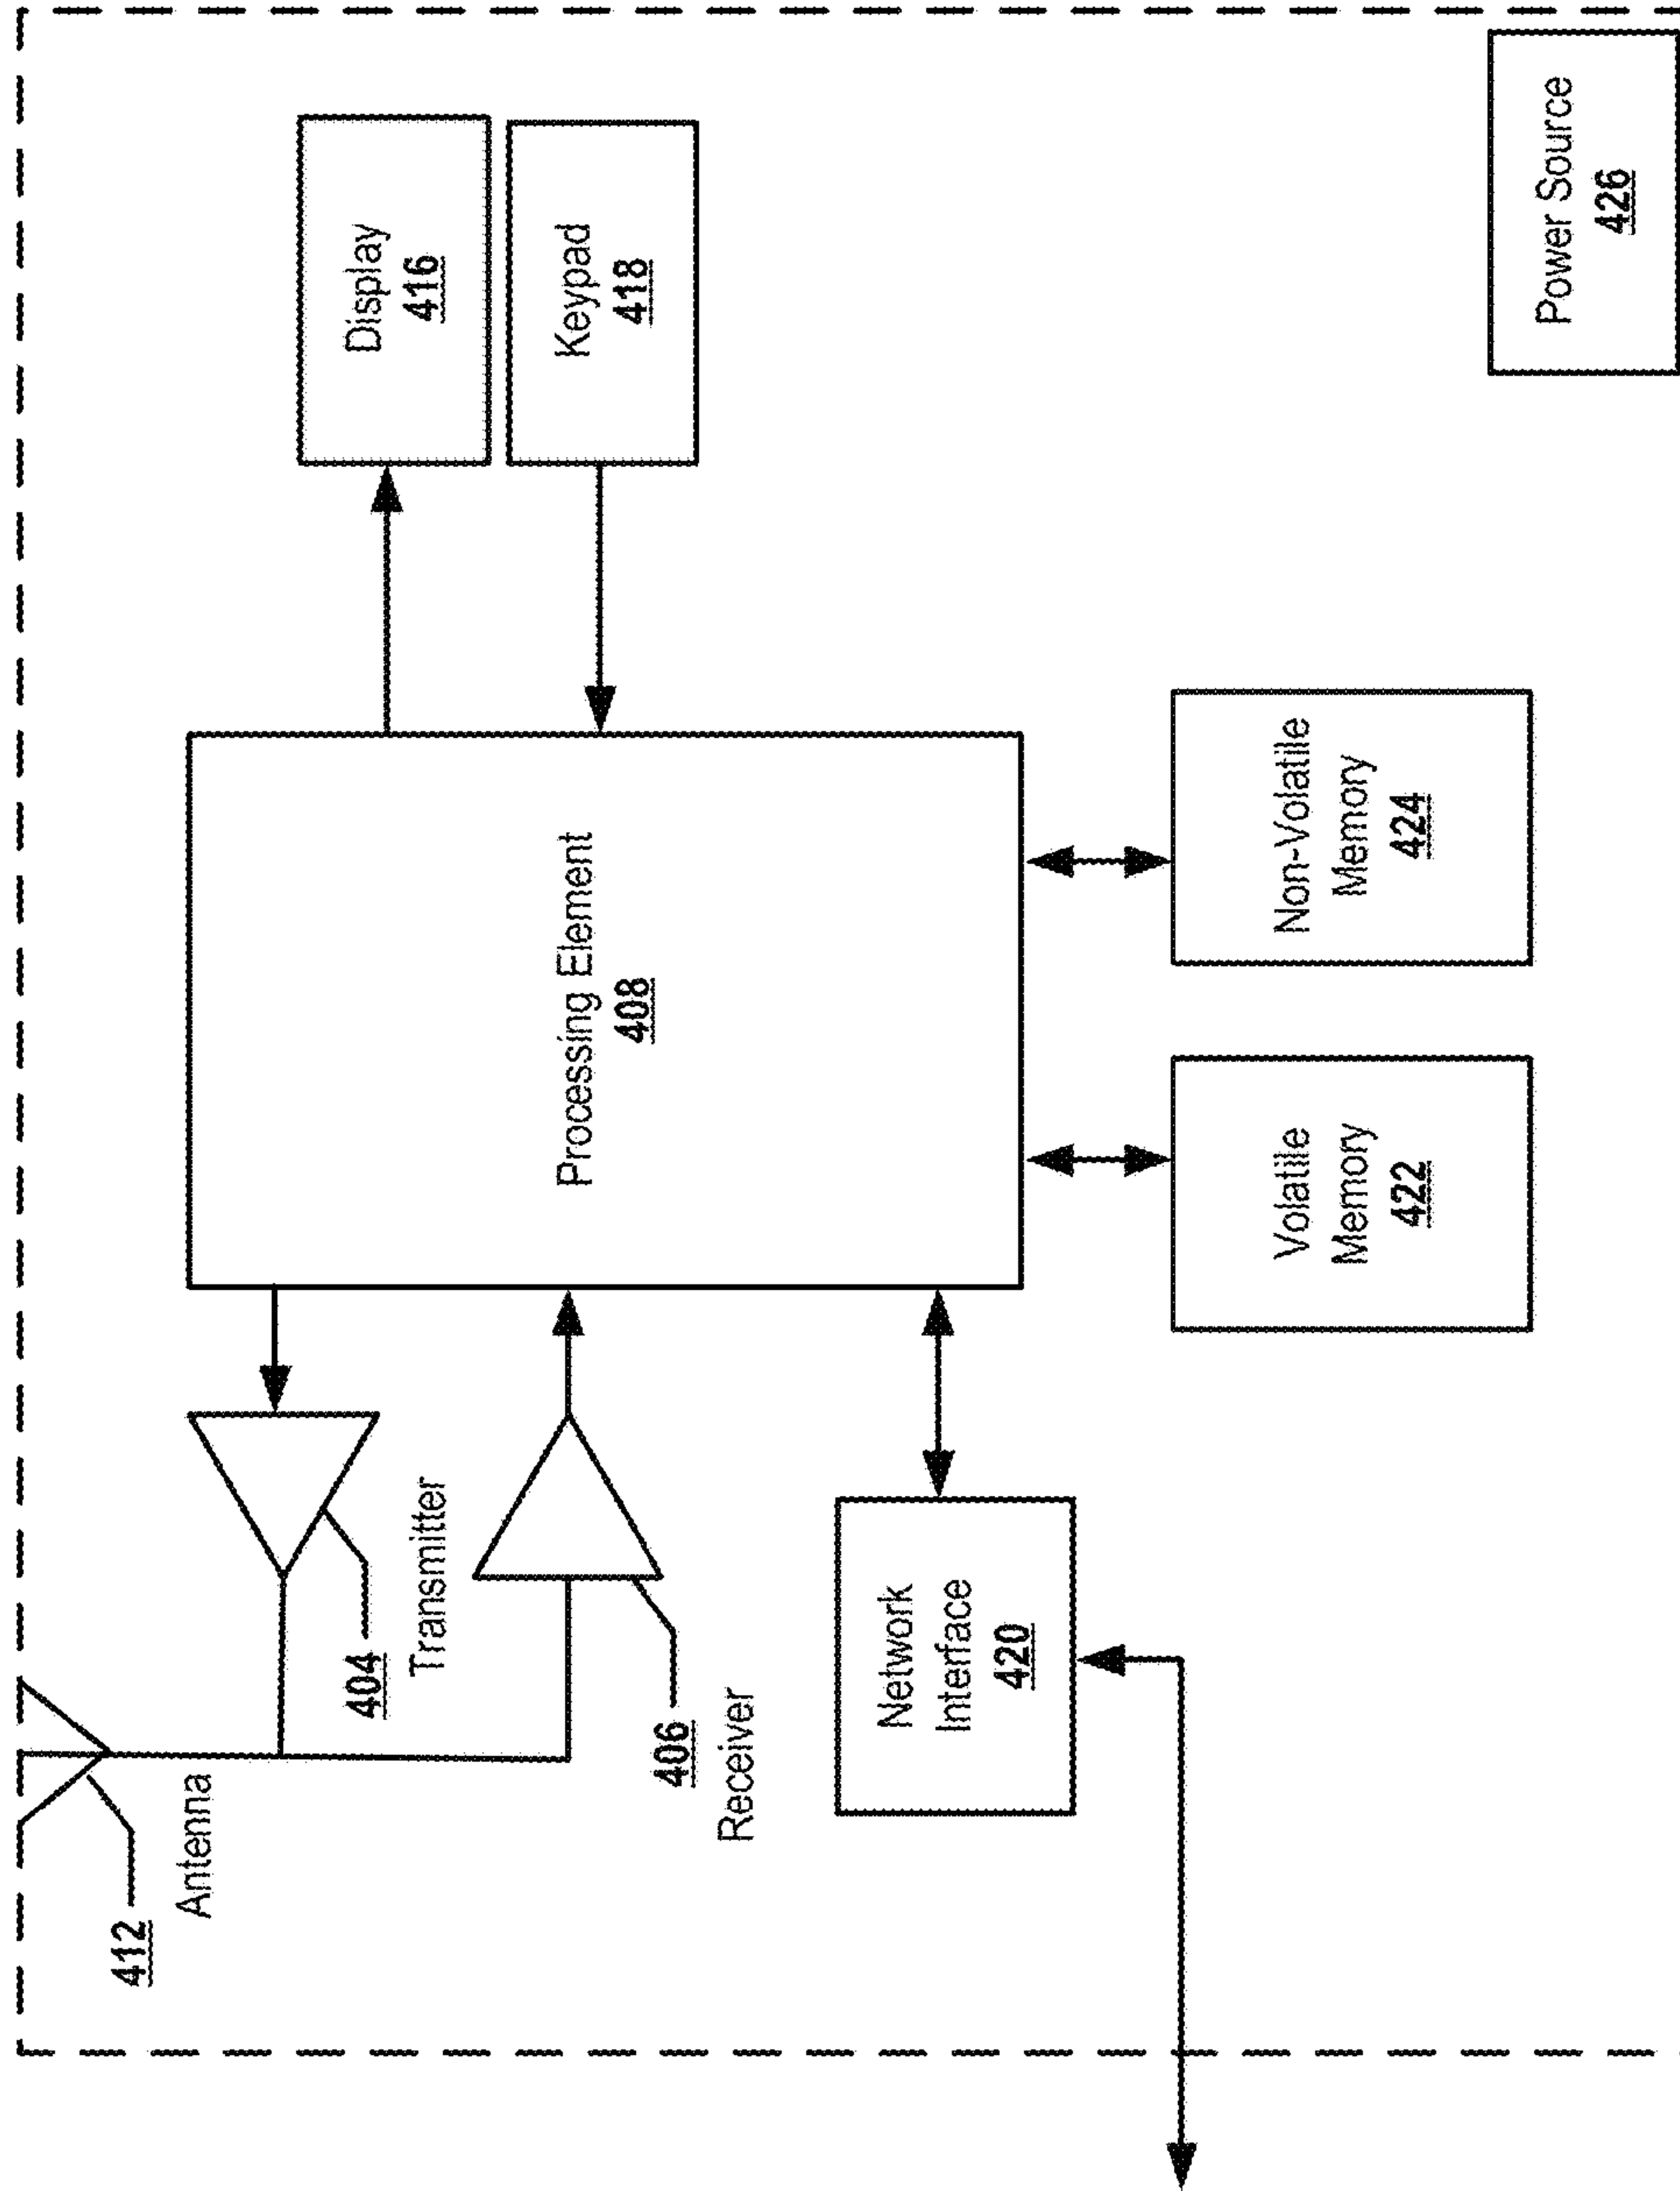 412
Antenna
404
Transmitter
406
Receiver
Network
Interface
420
Processing Element
408
Display
416
Keypad
418
Volatile
Memory
422
Non-Volatile
Memory
424
Power Source
426